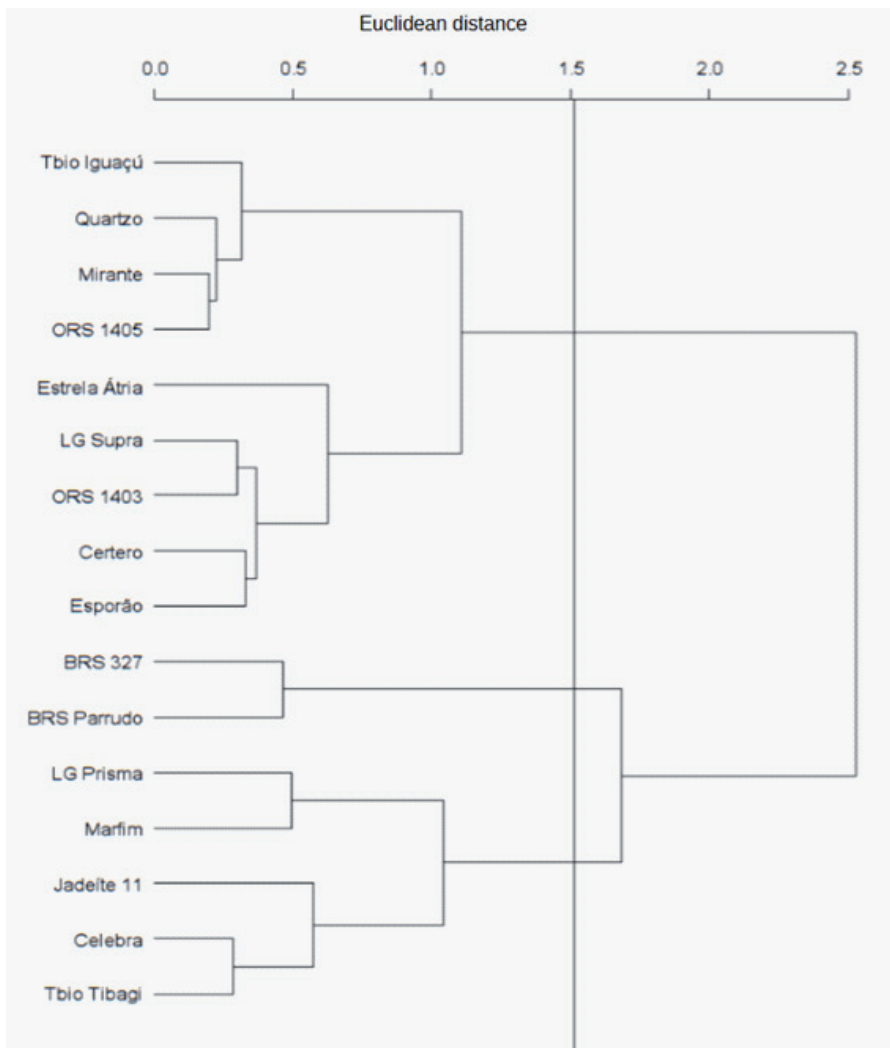 Euclidean distance
0.0 0.5 1.0 1.5 2.0 2.5
Tbio Iguaçú
Quartzo
Mirante
ORS 1405
Estrela Átria
LG Supra
ORS 1403
Certero
Esporão
BRS 327
BRS Parrudo
LG Prisma
Marfim
Jadeíte 11
Celebra
Tbio Tibagi